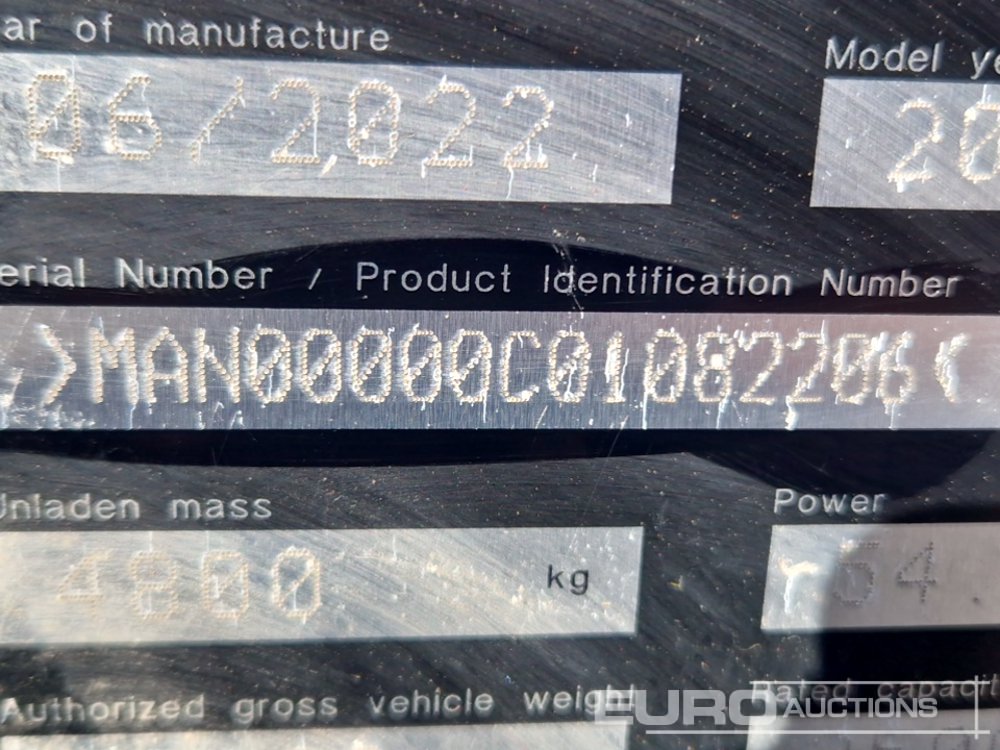 ar of manufacture
Model ye
06/2022
20
erial Number / Product Identification Number
>MAN00000C01082206<
Unladen mass
Power
4800 kg
54
Authorized gross vehicle weight
Rated capacit
EURO AUCTIONS